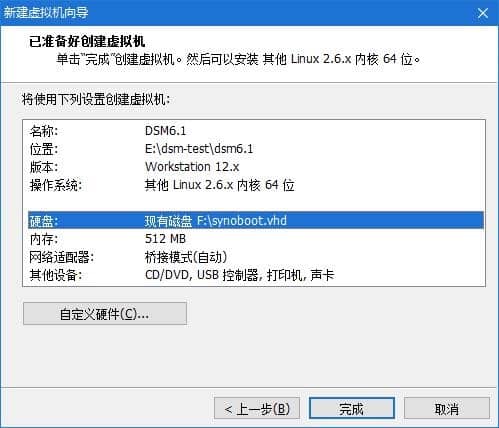 新建虚拟机向导
已准备好创建虚拟机
单击“完成”创建虚拟机。然后可以安装 其他 Linux 2.6.x 内核 64 位。
将使用下列设置创建虚拟机:
名称: DSM6.1
位置: E:\dsm-test\dsm6.1
版本: Workstation 12.x
操作系统: 其他 Linux 2.6.x 内核 64 位
硬盘: 现有磁盘 F:\synoboot.vhd
内存: 512 MB
网络适配器: 桥接模式(自动)
其他设备: CD/DVD, USB 控制器, 打印机, 声卡
自定义硬件(C)...
< 上一步(B) 完成 取消